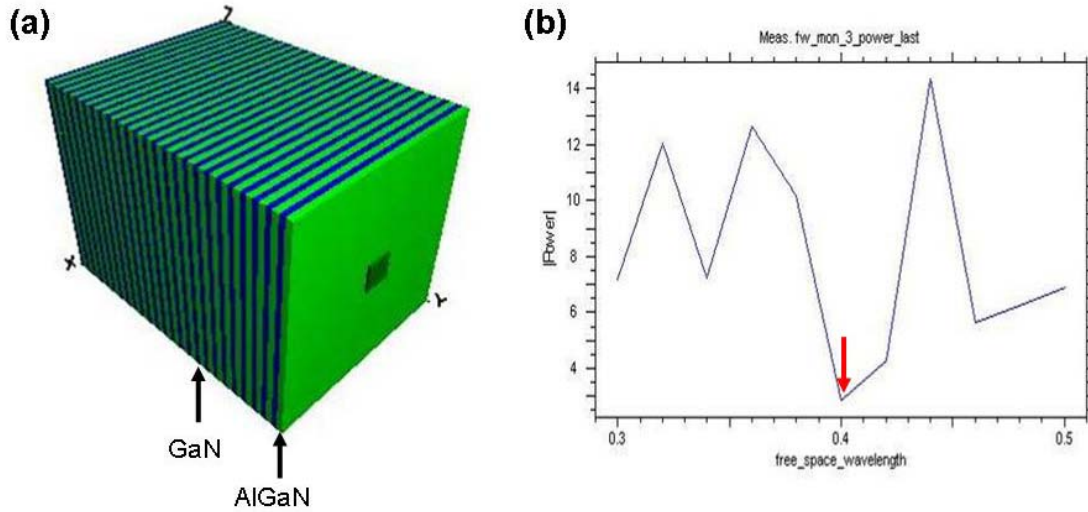 (a)
Z
X
Y
GaN
AlGaN
(b)
Meas. fw_mon_3_power_last
|Power|
14
12
10
8
6
4
0.3 0.4 0.5
free_space_wavelength